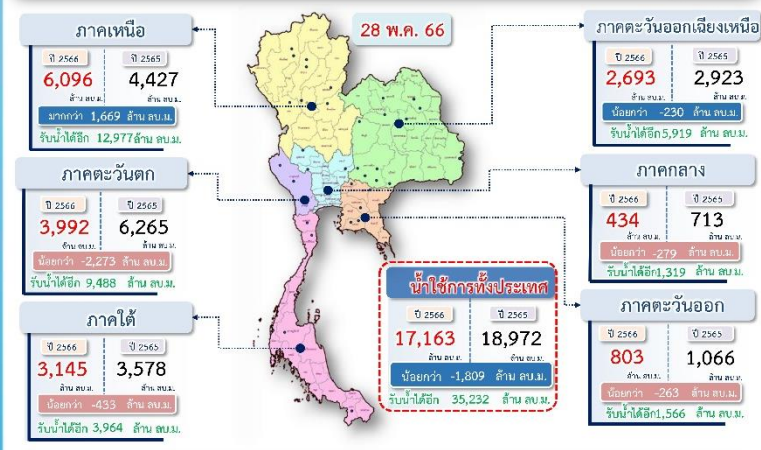 28 พ.ค. 66
ภาคเหนือ
ปี 2566 ปี 2565
6,096 4,427
ล้าน ลบ.ม. ล้าน ลบ.ม.
มากกว่า 1,669 ล้าน ลบ.ม.
รับน้ำได้อีก 12,977ล้าน ลบ.ม.
ภาคตะวันตก
ปี 2566 ปี 2565
3,992 6,265
ล้าน ลบ.ม. ล้าน ลบ.ม.
น้อยกว่า -2,273 ล้าน ลบ.ม.
รับน้ำได้อีก 9,488 ล้าน ลบ.ม.
ภาคใต้
ปี 2566 ปี 2565
3,145 3,578
ล้าน ลบ.ม. ล้าน ลบ.ม.
น้อยกว่า -433 ล้าน ลบ.ม.
รับน้ำได้อีก 3,964 ล้าน ลบ.ม.
น้ำใช้การทั้งประเทศ
ปี 2566 ปี 2565
17,163 18,972
ล้าน ลบ.ม. ล้าน ลบ.ม.
น้อยกว่า -1,809 ล้าน ลบ.ม.
รับน้ำได้อีก 35,232 ล้าน ลบ.ม.
ภาคตะวันออกเฉียงเหนือ
ปี 2566 ปี 2565
2,693 2,923
ล้าน ลบ.ม. ล้าน ลบ.ม.
น้อยกว่า -230 ล้าน ลบ.ม.
รับน้ำได้อีก5,919 ล้าน ลบ.ม.
ภาคกลาง
ปี 2566 ปี 2565
434 713
ล้าน ลบ.ม. ล้าน ลบ.ม.
น้อยกว่า -279 ล้าน ลบ.ม.
รับน้ำได้อีก1,319 ล้าน ลบ.ม.
ภาคตะวันออก
ปี 2566 ปี 2565
803 1,066
ล้าน ลบ.ม. ล้าน ลบ.ม.
น้อยกว่า -263 ล้าน ลบ.ม.
รับน้ำได้อีก1,566 ล้าน ลบ.ม.